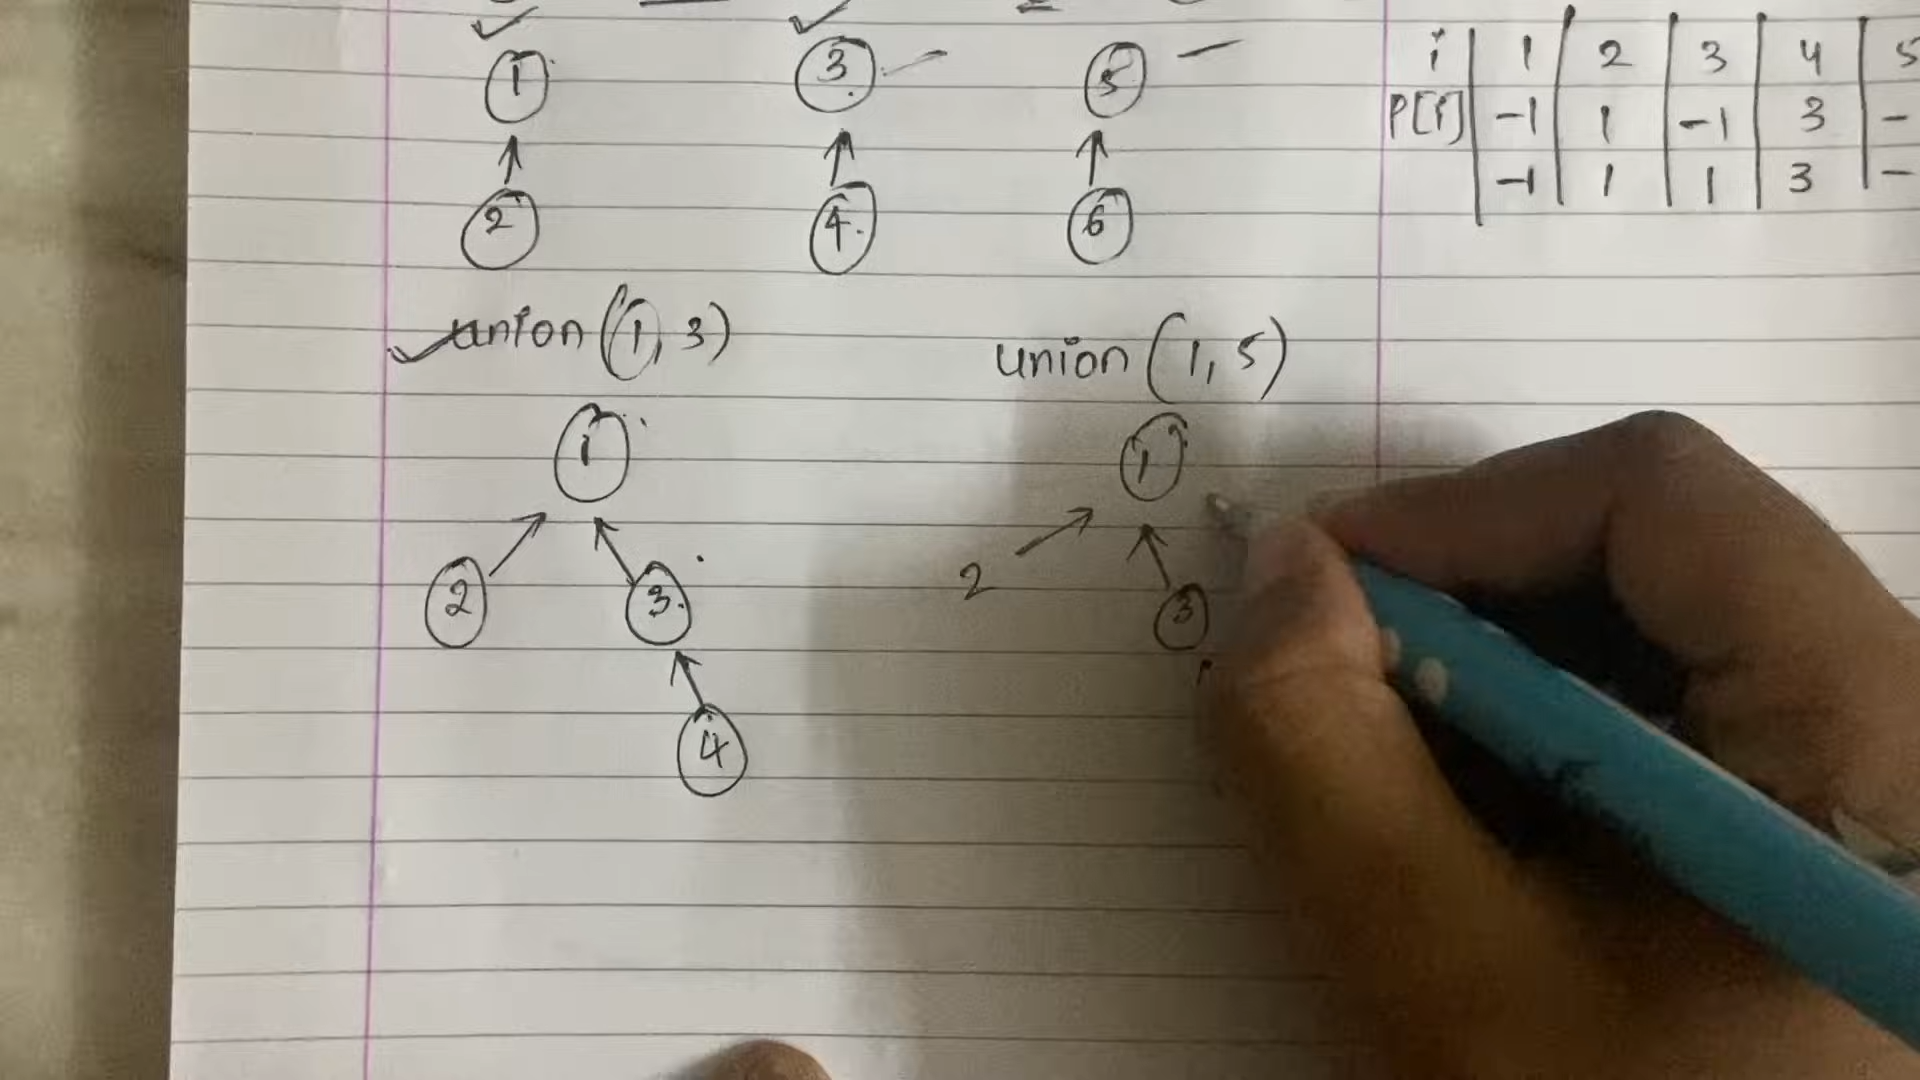 1 3 5
2 4 6
i 1 2 3 4 5
P[i] -1 1 -1 3 -
-1 1 1 3 -
union (1, 3)
union (1, 5)
1
2 3
4
1
2 3